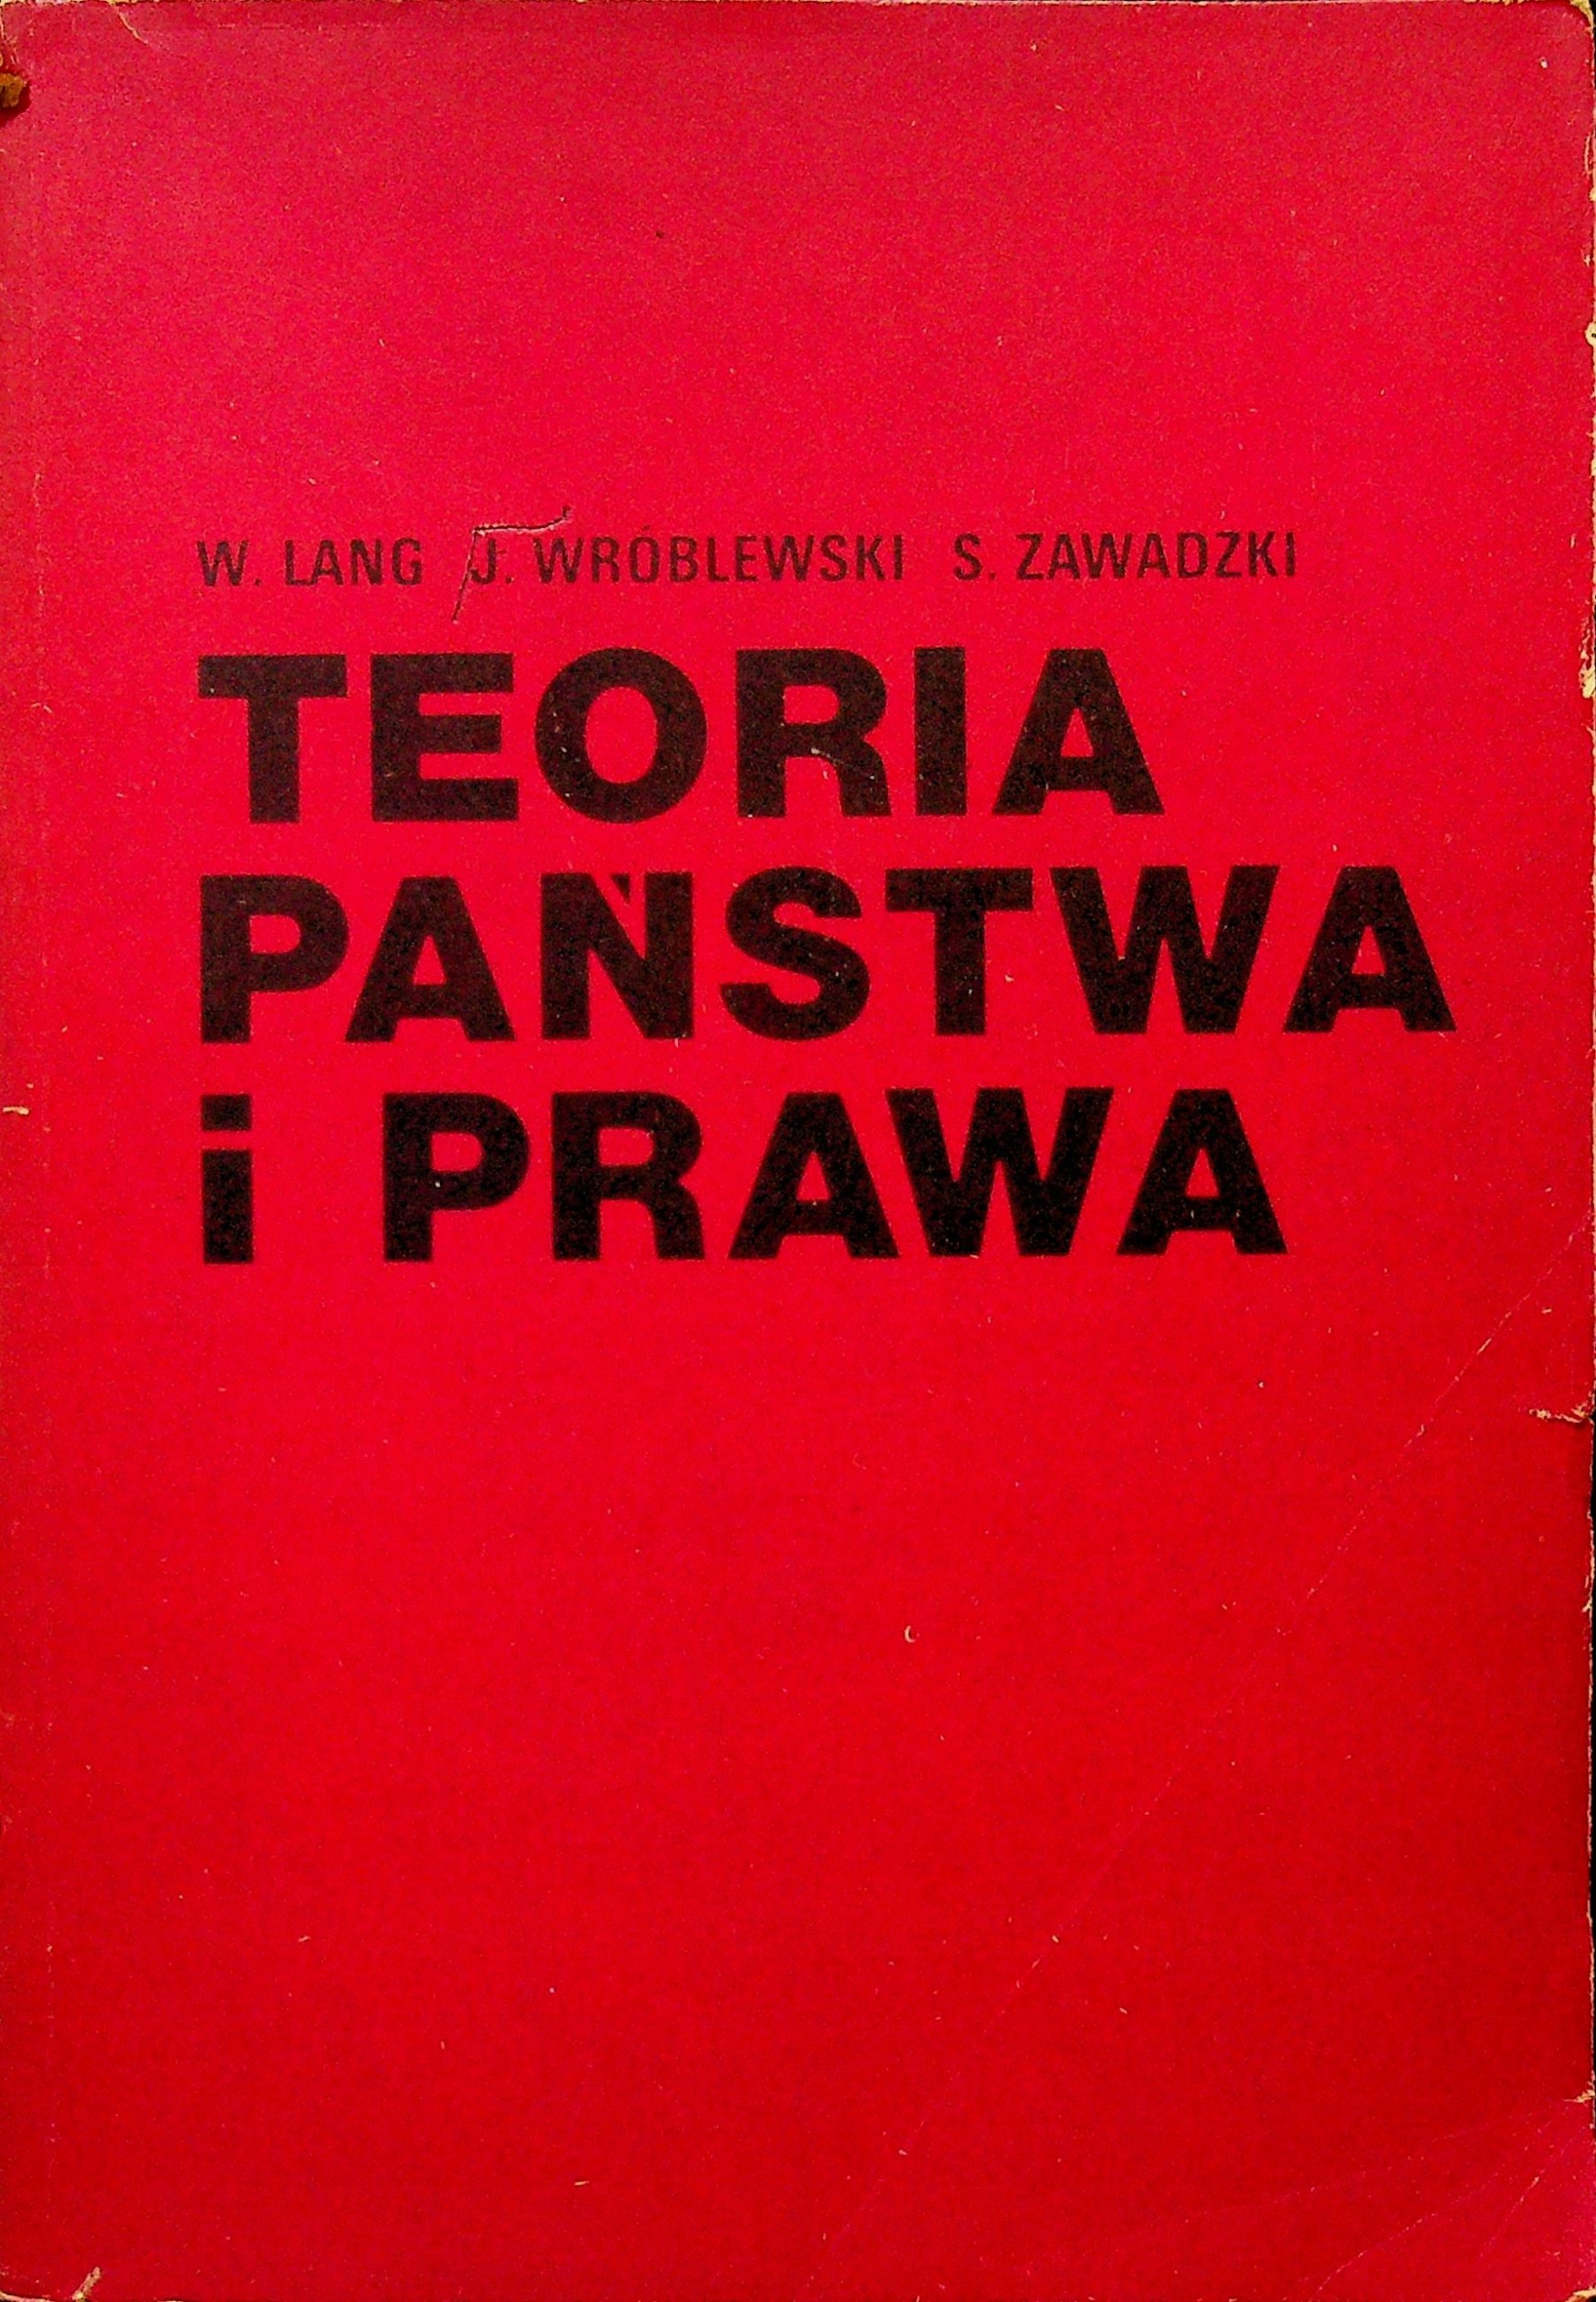 W. LANG J. WRÓBLEWSKI S. ZAWADZKI
TEORIA
PAŃSTWA
i PRAWA